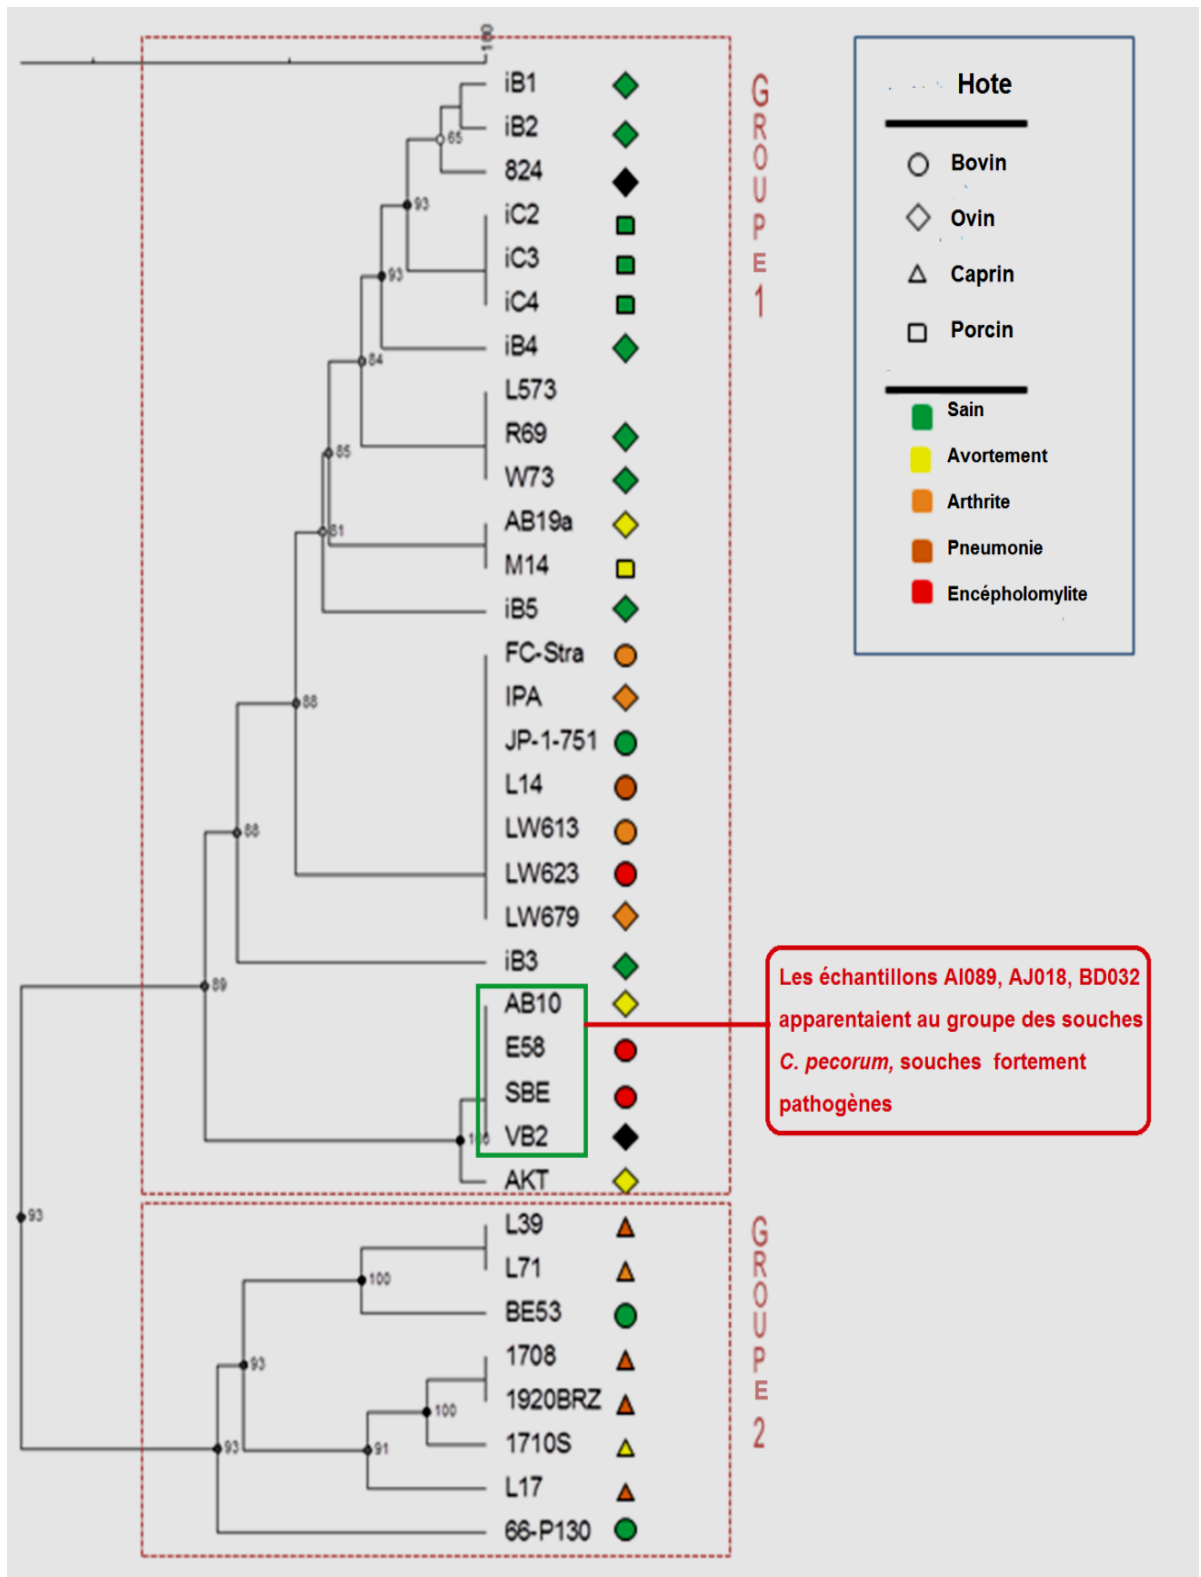 100
iB1
iB2
65
824
iC2
93
iC3
93
iC4
iB4
84
L573
R69
85
W73
AB19a
81
M14
iB5
FC-Stra
IPA
88
JP-1-751
L14
LW613
88
LW623
LW679
iB3
89
AB10
E58
SBE
VB2
100
AKT
93
L39
L71
100
BE53
1708
93
1920BRZ
100
1710S
93
91
L17
66-P130
GROUPE 1
GROUPE 2
Hote
Bovin
Ovin
Caprin
Porcin
Sain
Avortement
Arthrite
Pneumonie
Encépholomylite
Les échantillons AI089, AJ018, BD032
apparentaient au groupe des souches
C. pecorum, souches fortement
pathogènes